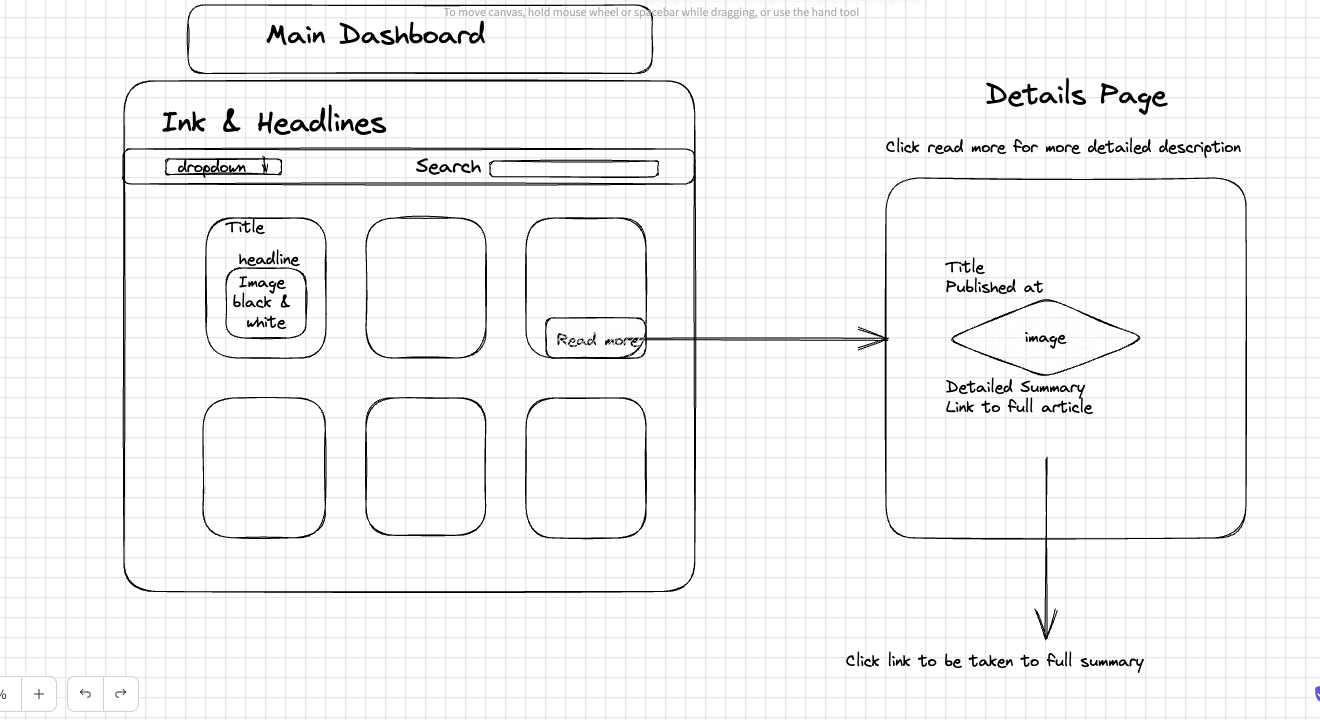 To move canvas, hold mouse wheel or spacebar while dragging, or use the hand tool
Main Dashboard
Ink & Headlines
dropdown
Search
Title
headline
Image
black &
white
Read more
Details Page
Click read more for more detailed description
Title
Published at
image
Detailed Summary
Link to full article
Click link to be taken to full summary
%